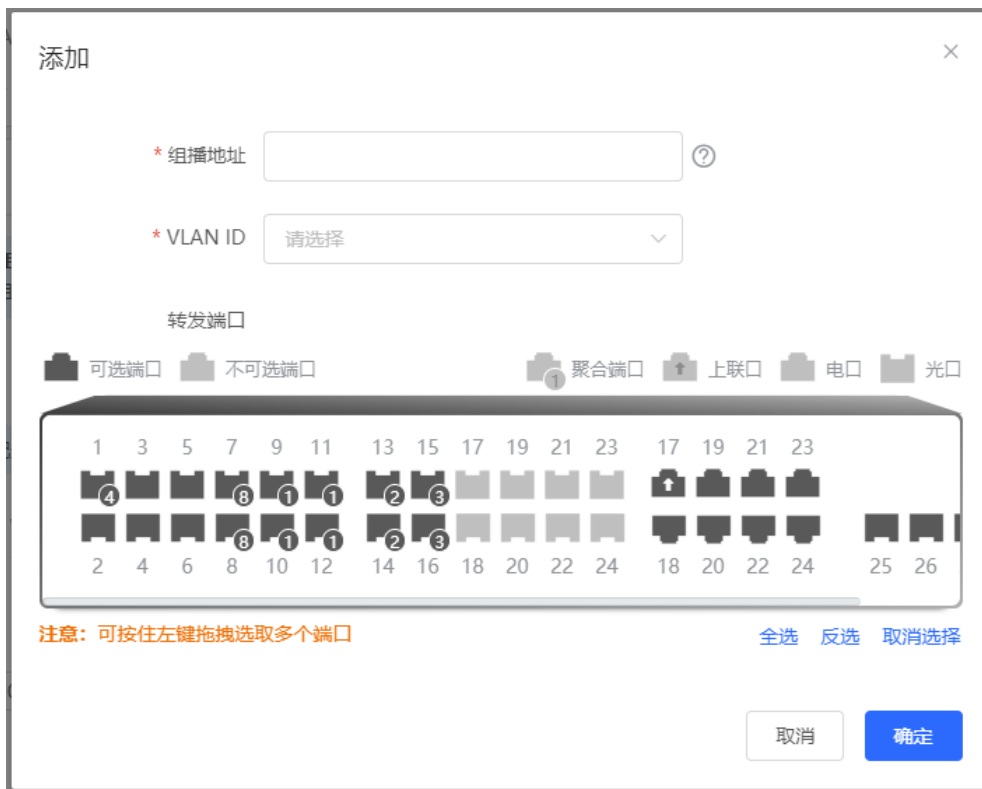 添加
* 组播地址
* VLAN ID 请选择
转发端口
可选端口 不可选端口 1 聚合端口 上联口 电口 光口
1 3 5 7 9 11 13 15 17 19 21 23 17 19 21 23
4 8 1 1 2 3
8 1 1 2 3
2 4 6 8 10 12 14 16 18 20 22 24 18 20 22 24 25 26
注意：可按住左键拖拽选取多个端口 全选 反选 取消选择
取消 确定